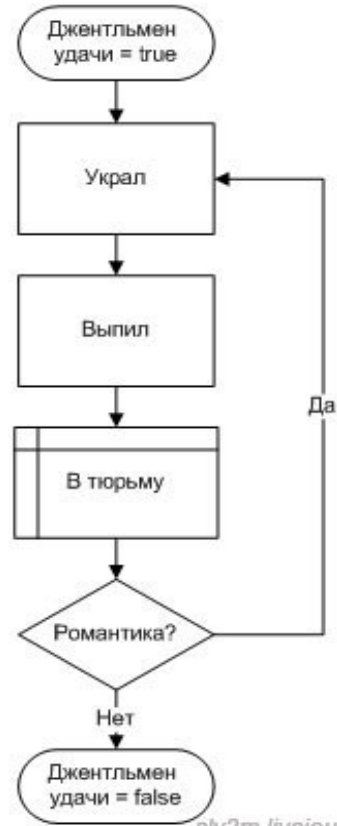 Джентльмен
удачи = true
Украл
Выпил
В тюрьму
Да
Романтика?
Нет
Джентльмен
удачи = false